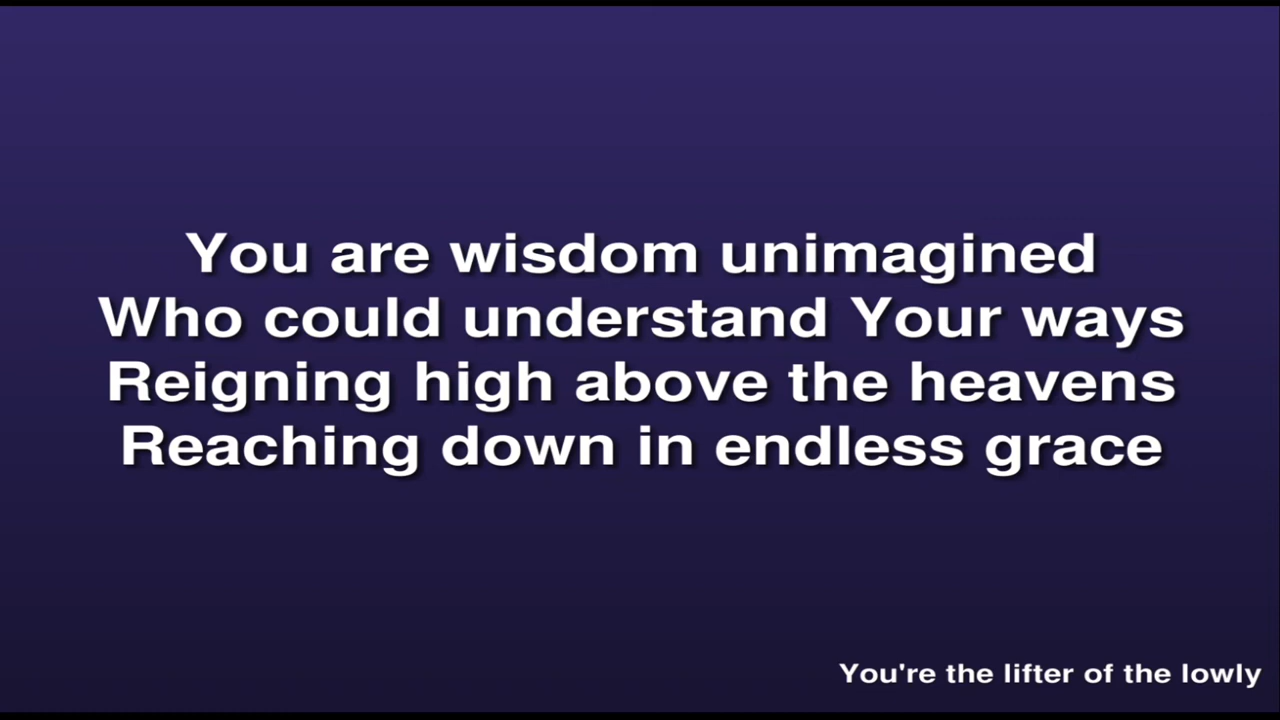 You are wisdom unimagined
Who could understand Your ways
Reigning high above the heavens
Reaching down in endless grace
You're the lifter of the lowly